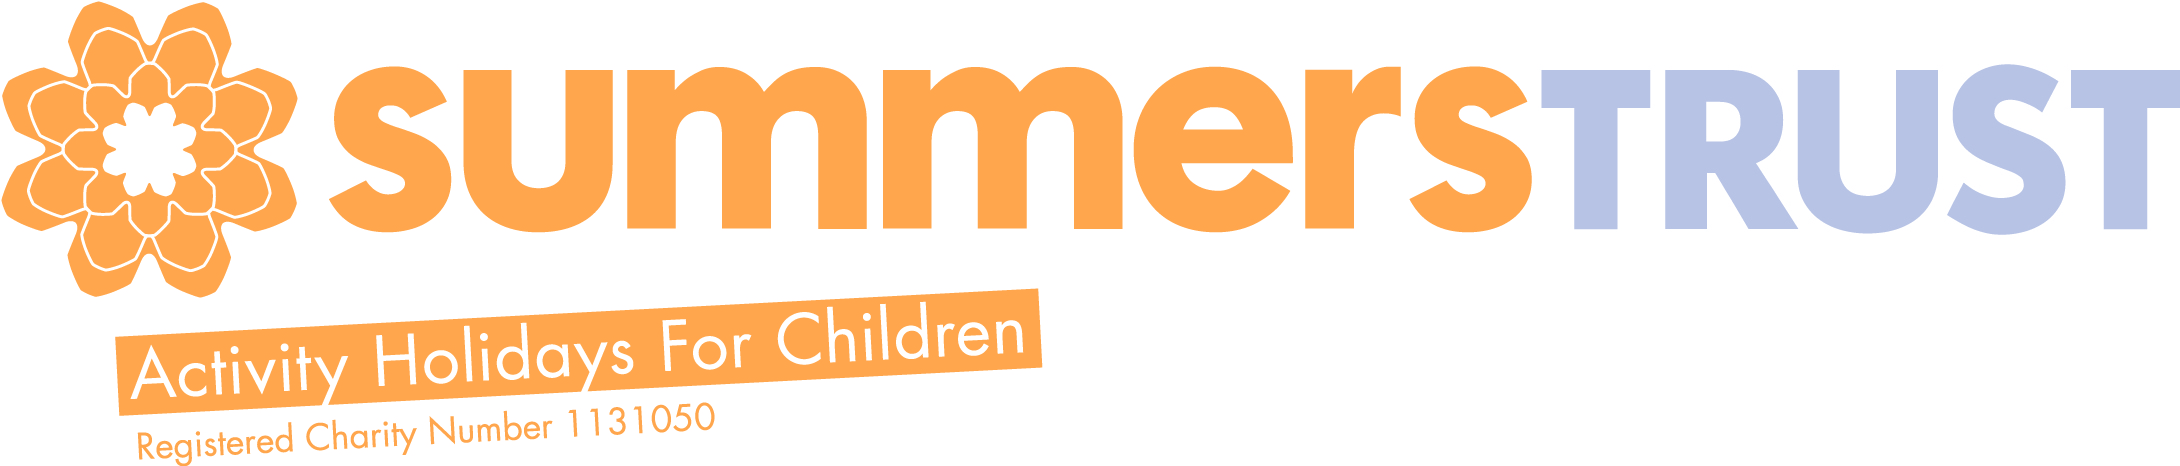 summersTRUST
Activity Holidays For Children
Registered Charity Number 1131050